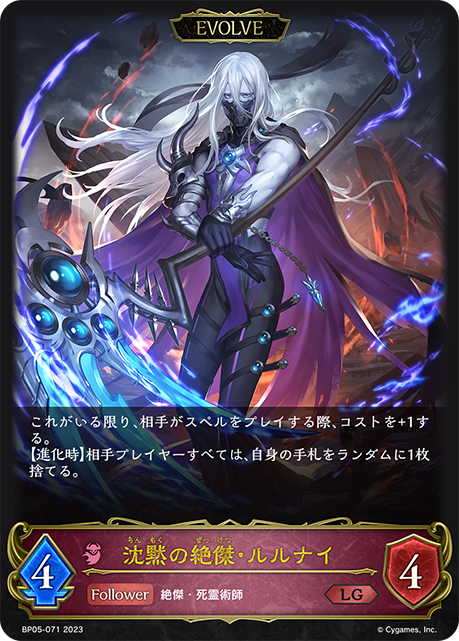 EVOLVE
これがいる限り、相手がスペルをプレイする際、コストを+1す
る。
【進化時】相手プレイヤーすべては、自身の手札をランダムに1枚
捨てる。
ちんもく ぜっけつ
沈黙の絶傑・ルルナイ
4
Follower 絶傑・死霊術師 LG
4
BP05-071 2023 © Cygames, Inc.